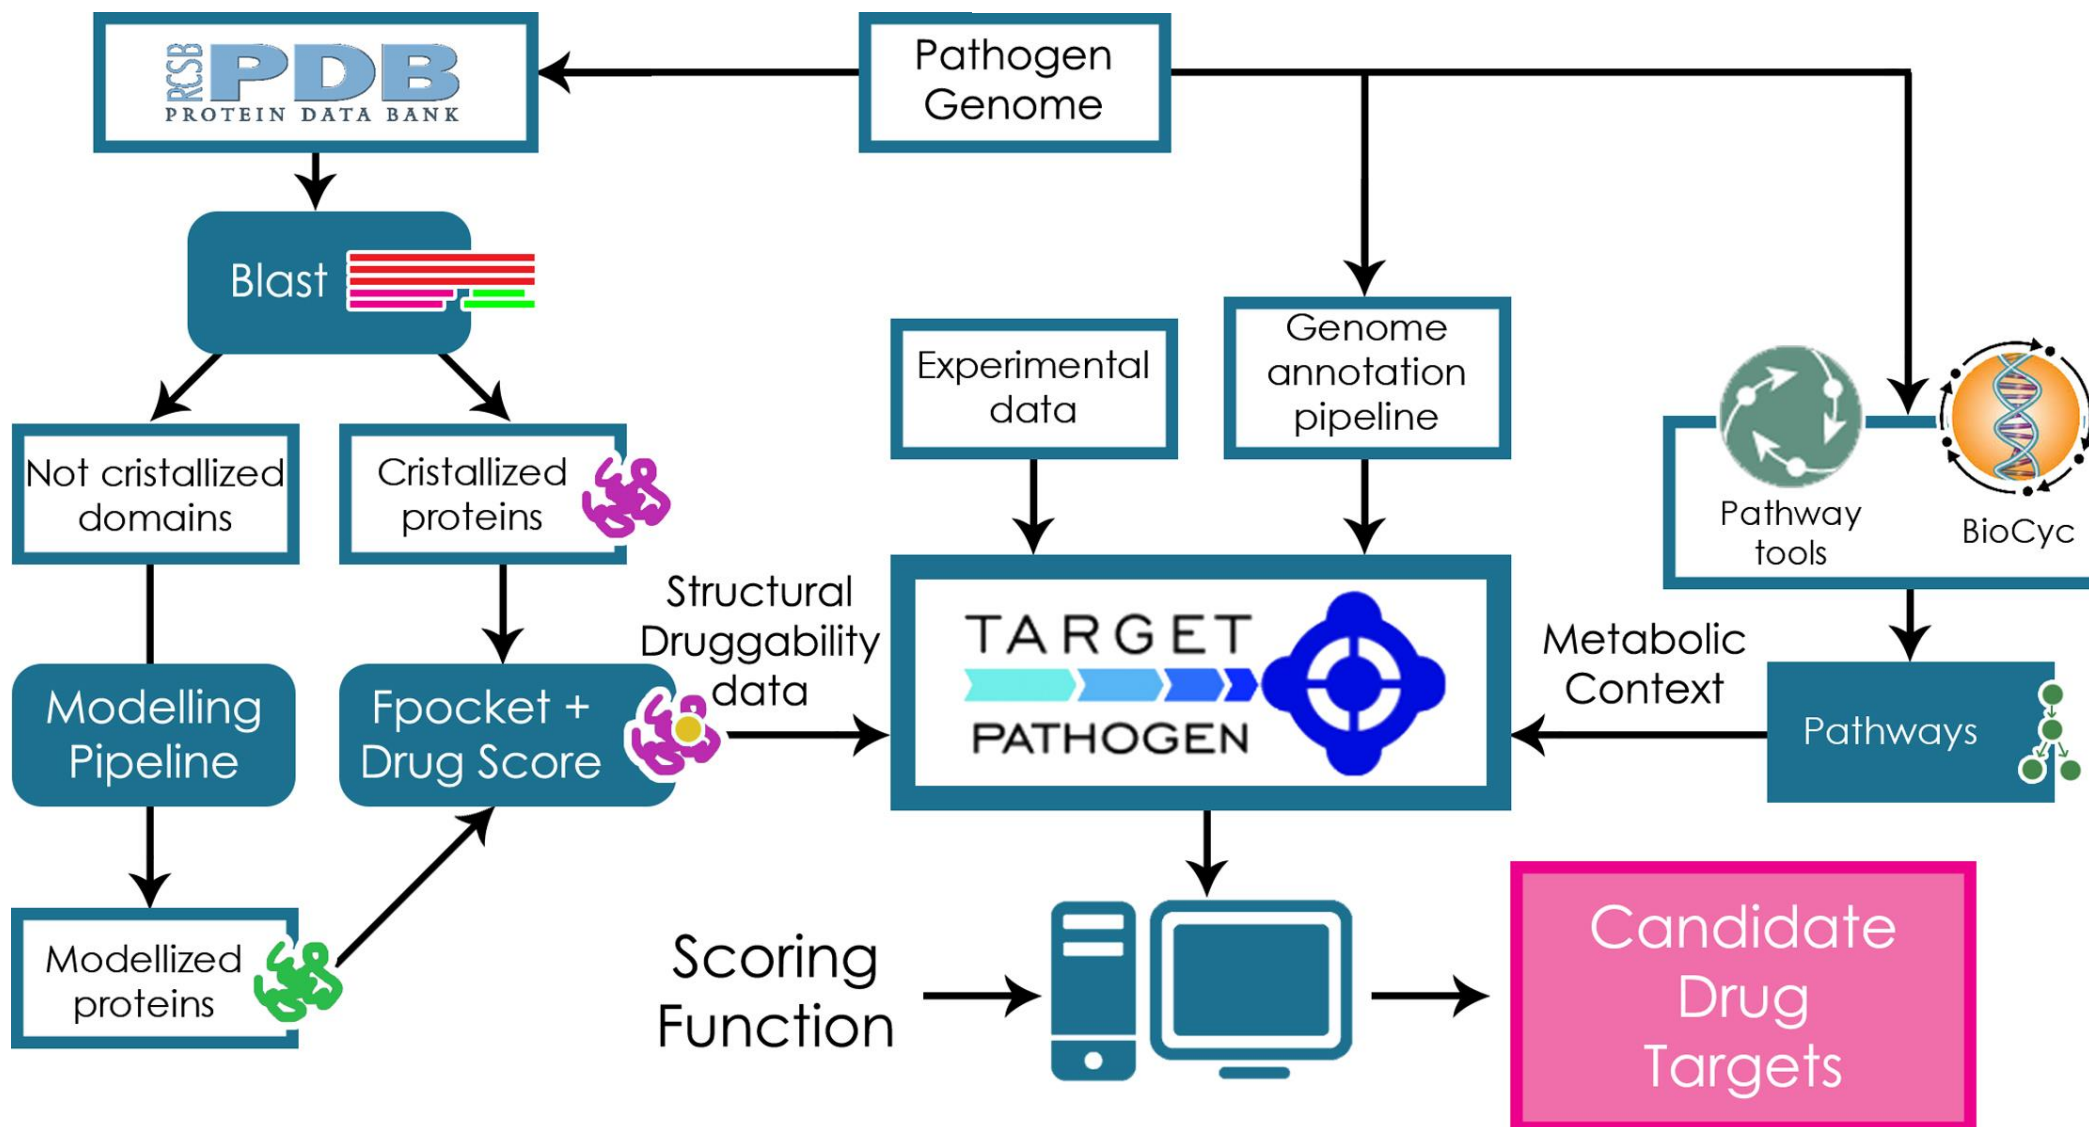 RCSB
PDB
PROTEIN DATA BANK
Pathogen
Genome
Blast
Experimental
data
Genome
annotation
pipeline
Pathway
tools
BioCyc
Not cristallized
domains
Cristallized
proteins
Structural
Druggability
data
TARGET
PATHOGEN
Metabolic
Context
Pathways
Modelling
Pipeline
Fpocket +
Drug Score
Modellized
proteins
Scoring
Function
Candidate
Drug
Targets